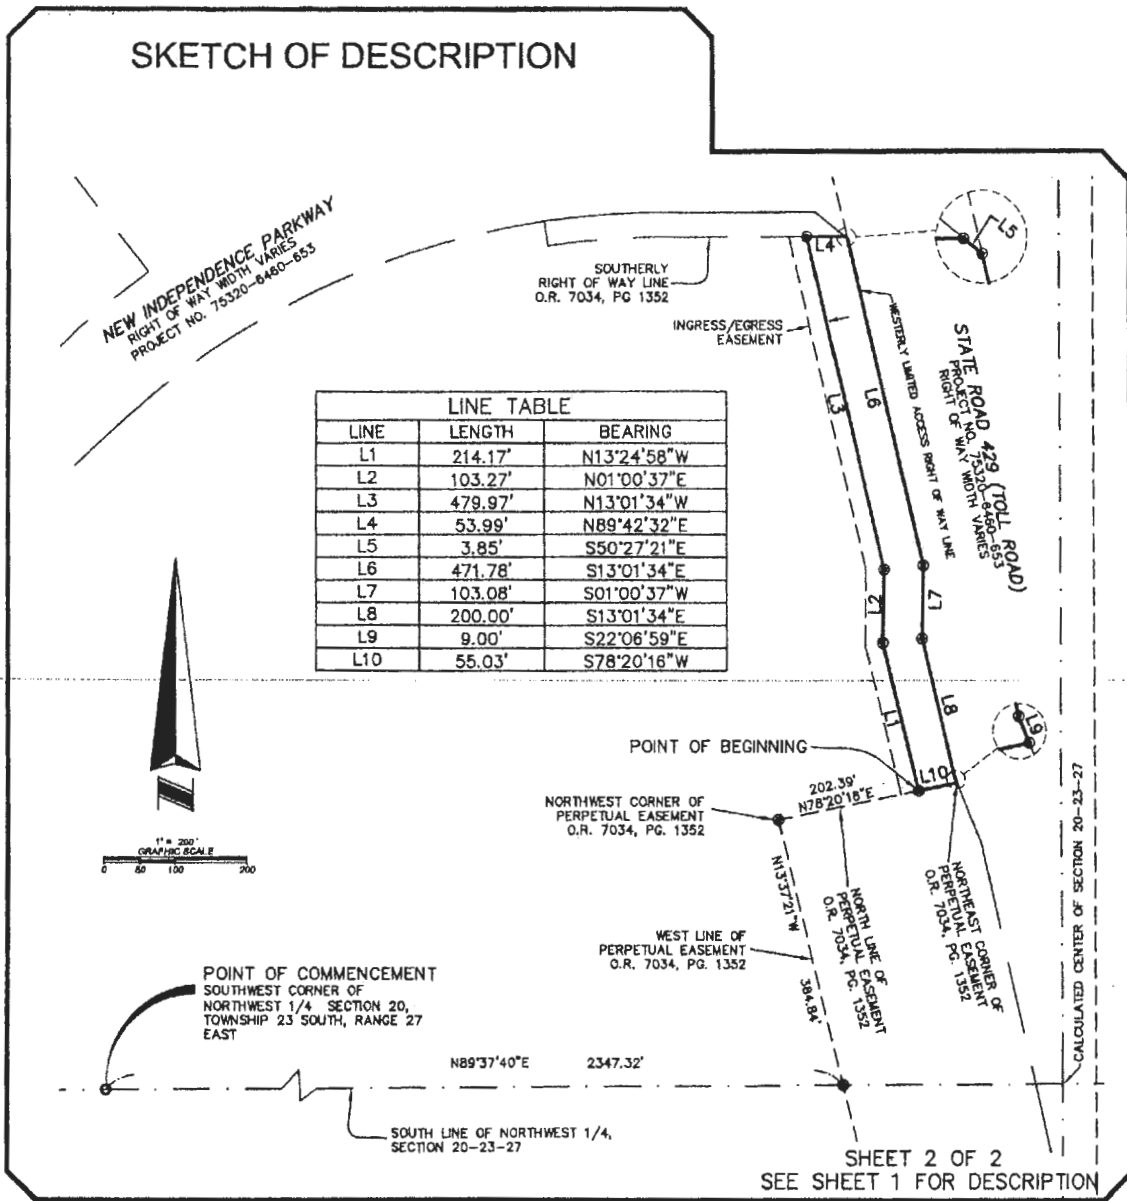 SKETCH OF DESCRIPTION
NEW INDEPENDENCE PARKWAY
RIGHT OF WAY WIDTH VARIES
PROJECT NO. 75320-6460-653
SOUTHERLY
RIGHT OF WAY LINE
O.R. 7034, PG 1352
L4
L5
INGRESS/EGRESS
EASEMENT
WESTERLY LIMITED ACCESS RIGHT OF WAY LINE
STATE ROAD 429 (TOLL ROAD)
PROJECT NO. 75320-6460-653
RIGHT OF WAY WIDTH VARIES
L3
L6
LINE TABLE
LINE LENGTH BEARING
L1 214.17' N13°24'58"W
L2 103.27' N01°00'37"E
L3 479.97' N13°01'34"W
L4 53.99' N89°42'32"E
L5 3.85' S50°27'21"E
L6 471.78' S13°01'34"E
L7 103.08' S01°00'37"W
L8 200.00' S13°01'34"E
L9 9.00' S22°06'59"E
L10 55.03' S78°20'16"W
L2
L7
L1
L8
L9
L10
POINT OF BEGINNING
202.39'
N78°20'16"E
NORTHWEST CORNER OF
PERPETUAL EASEMENT
O.R. 7034, PG. 1352
1" = 200'
GRAPHIC SCALE
0 50 100 200
N13°37'21"W
384.84'
NORTH LINE OF
PERPETUAL EASEMENT
O.R. 7034, PG. 1352
NORTHEAST CORNER OF
PERPETUAL EASEMENT
O.R. 7034, PG. 1352
WEST LINE OF
PERPETUAL EASEMENT
O.R. 7034, PG. 1352
CALCULATED CENTER OF SECTION 20-23-27
POINT OF COMMENCEMENT
SOUTHWEST CORNER OF
NORTHWEST 1/4 SECTION 20,
TOWNSHIP 23 SOUTH, RANGE 27
EAST
N89°37'40"E 2347.32'
SOUTH LINE OF NORTHWEST 1/4,
SECTION 20-23-27
SHEET 2 OF 2
SEE SHEET 1 FOR DESCRIPTION